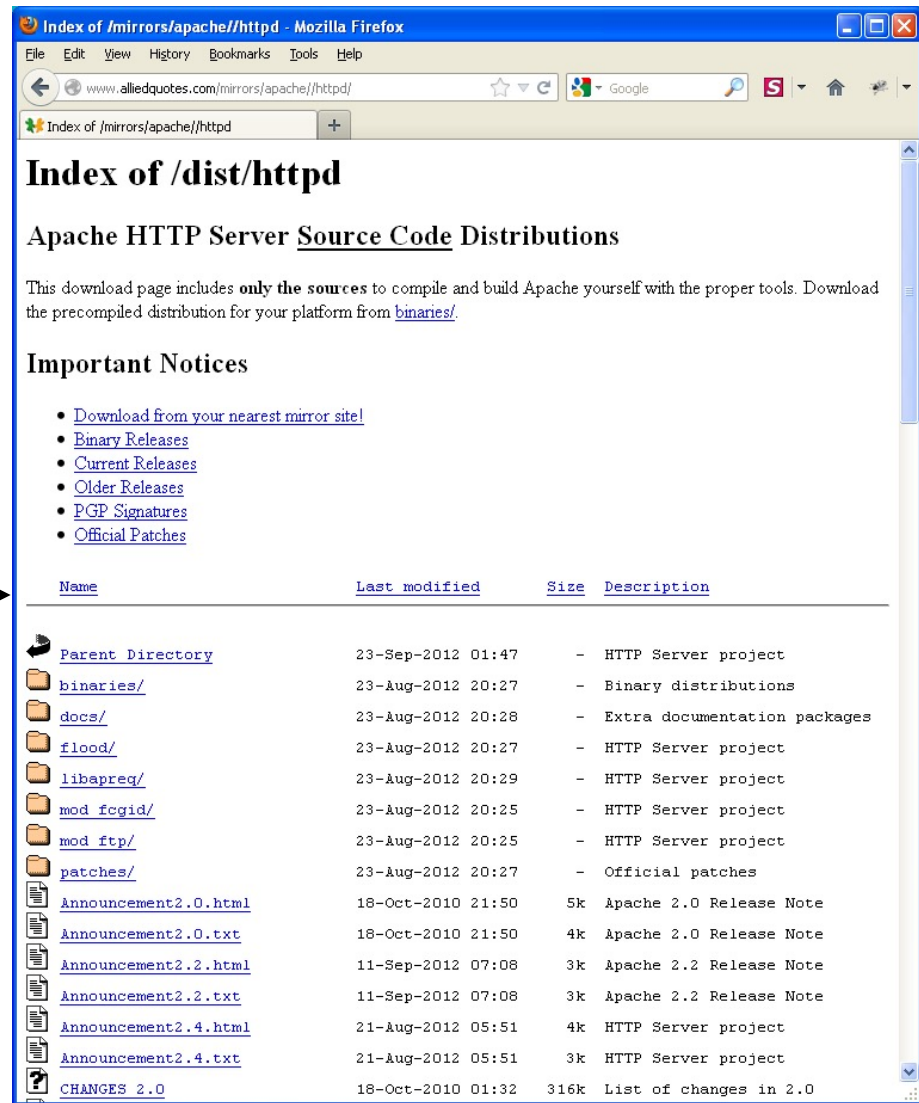 Index of /mirrors/apache//httpd - Mozilla Firefox
File Edit View History Bookmarks Tools Help
www.alliedquotes.com/mirrors/apache//httpd/ Google
Index of /mirrors/apache//httpd
Index of /dist/httpd
Apache HTTP Server Source Code Distributions
This download page includes only the sources to compile and build Apache yourself with the proper tools. Download
the precompiled distribution for your platform from binaries/.
Important Notices
• Download from your nearest mirror site!
• Binary Releases
• Current Releases
• Older Releases
• PGP Signatures
• Official Patches
Name Last modified Size Description
Parent Directory 23-Sep-2012 01:47 - HTTP Server project
binaries/ 23-Aug-2012 20:27 - Binary distributions
docs/ 23-Aug-2012 20:28 - Extra documentation packages
flood/ 23-Aug-2012 20:27 - HTTP Server project
libapreq/ 23-Aug-2012 20:29 - HTTP Server project
mod_fcgid/ 23-Aug-2012 20:25 - HTTP Server project
mod_ftp/ 23-Aug-2012 20:25 - HTTP Server project
patches/ 23-Aug-2012 20:27 - Official patches
Announcement2.0.html 18-Oct-2010 21:50 5k Apache 2.0 Release Note
Announcement2.0.txt 18-Oct-2010 21:50 4k Apache 2.0 Release Note
Announcement2.2.html 11-Sep-2012 07:08 3k Apache 2.2 Release Note
Announcement2.2.txt 11-Sep-2012 07:08 3k Apache 2.2 Release Note
Announcement2.4.html 21-Aug-2012 05:51 4k HTTP Server project
Announcement2.4.txt 21-Aug-2012 05:51 3k HTTP Server project
CHANGES_2.0 18-Oct-2010 01:32 316k List of changes in 2.0